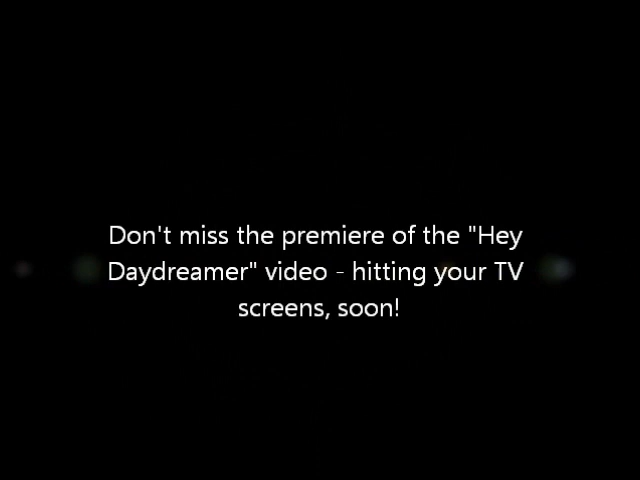 Don't miss the premiere of the "Hey
Daydreamer" video - hitting your TV
screens, soon!